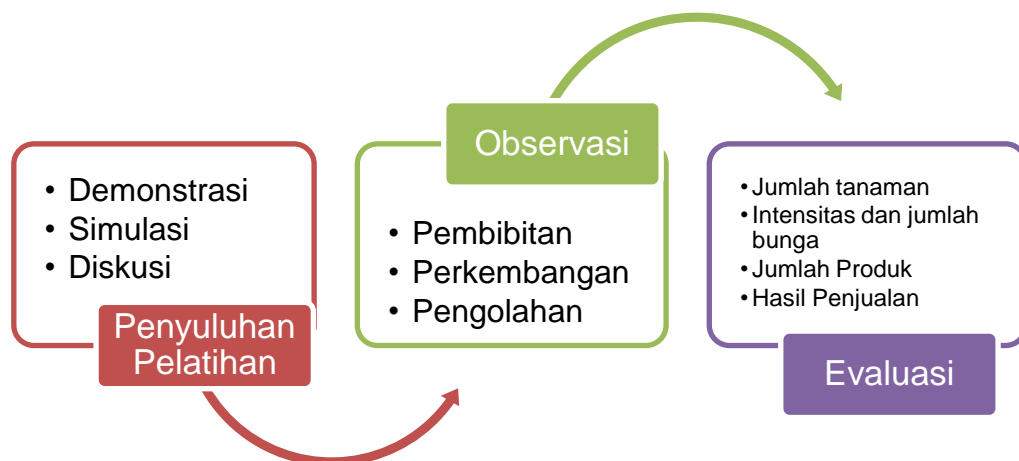 • Demonstrasi
• Simulasi
• Diskusi
Penyuluhan
Pelatihan
Observasi
• Pembibitan
• Perkembangan
• Pengolahan
• Jumlah tanaman
• Intensitas dan jumlah
bunga
• Jumlah Produk
• Hasil Penjualan
Evaluasi